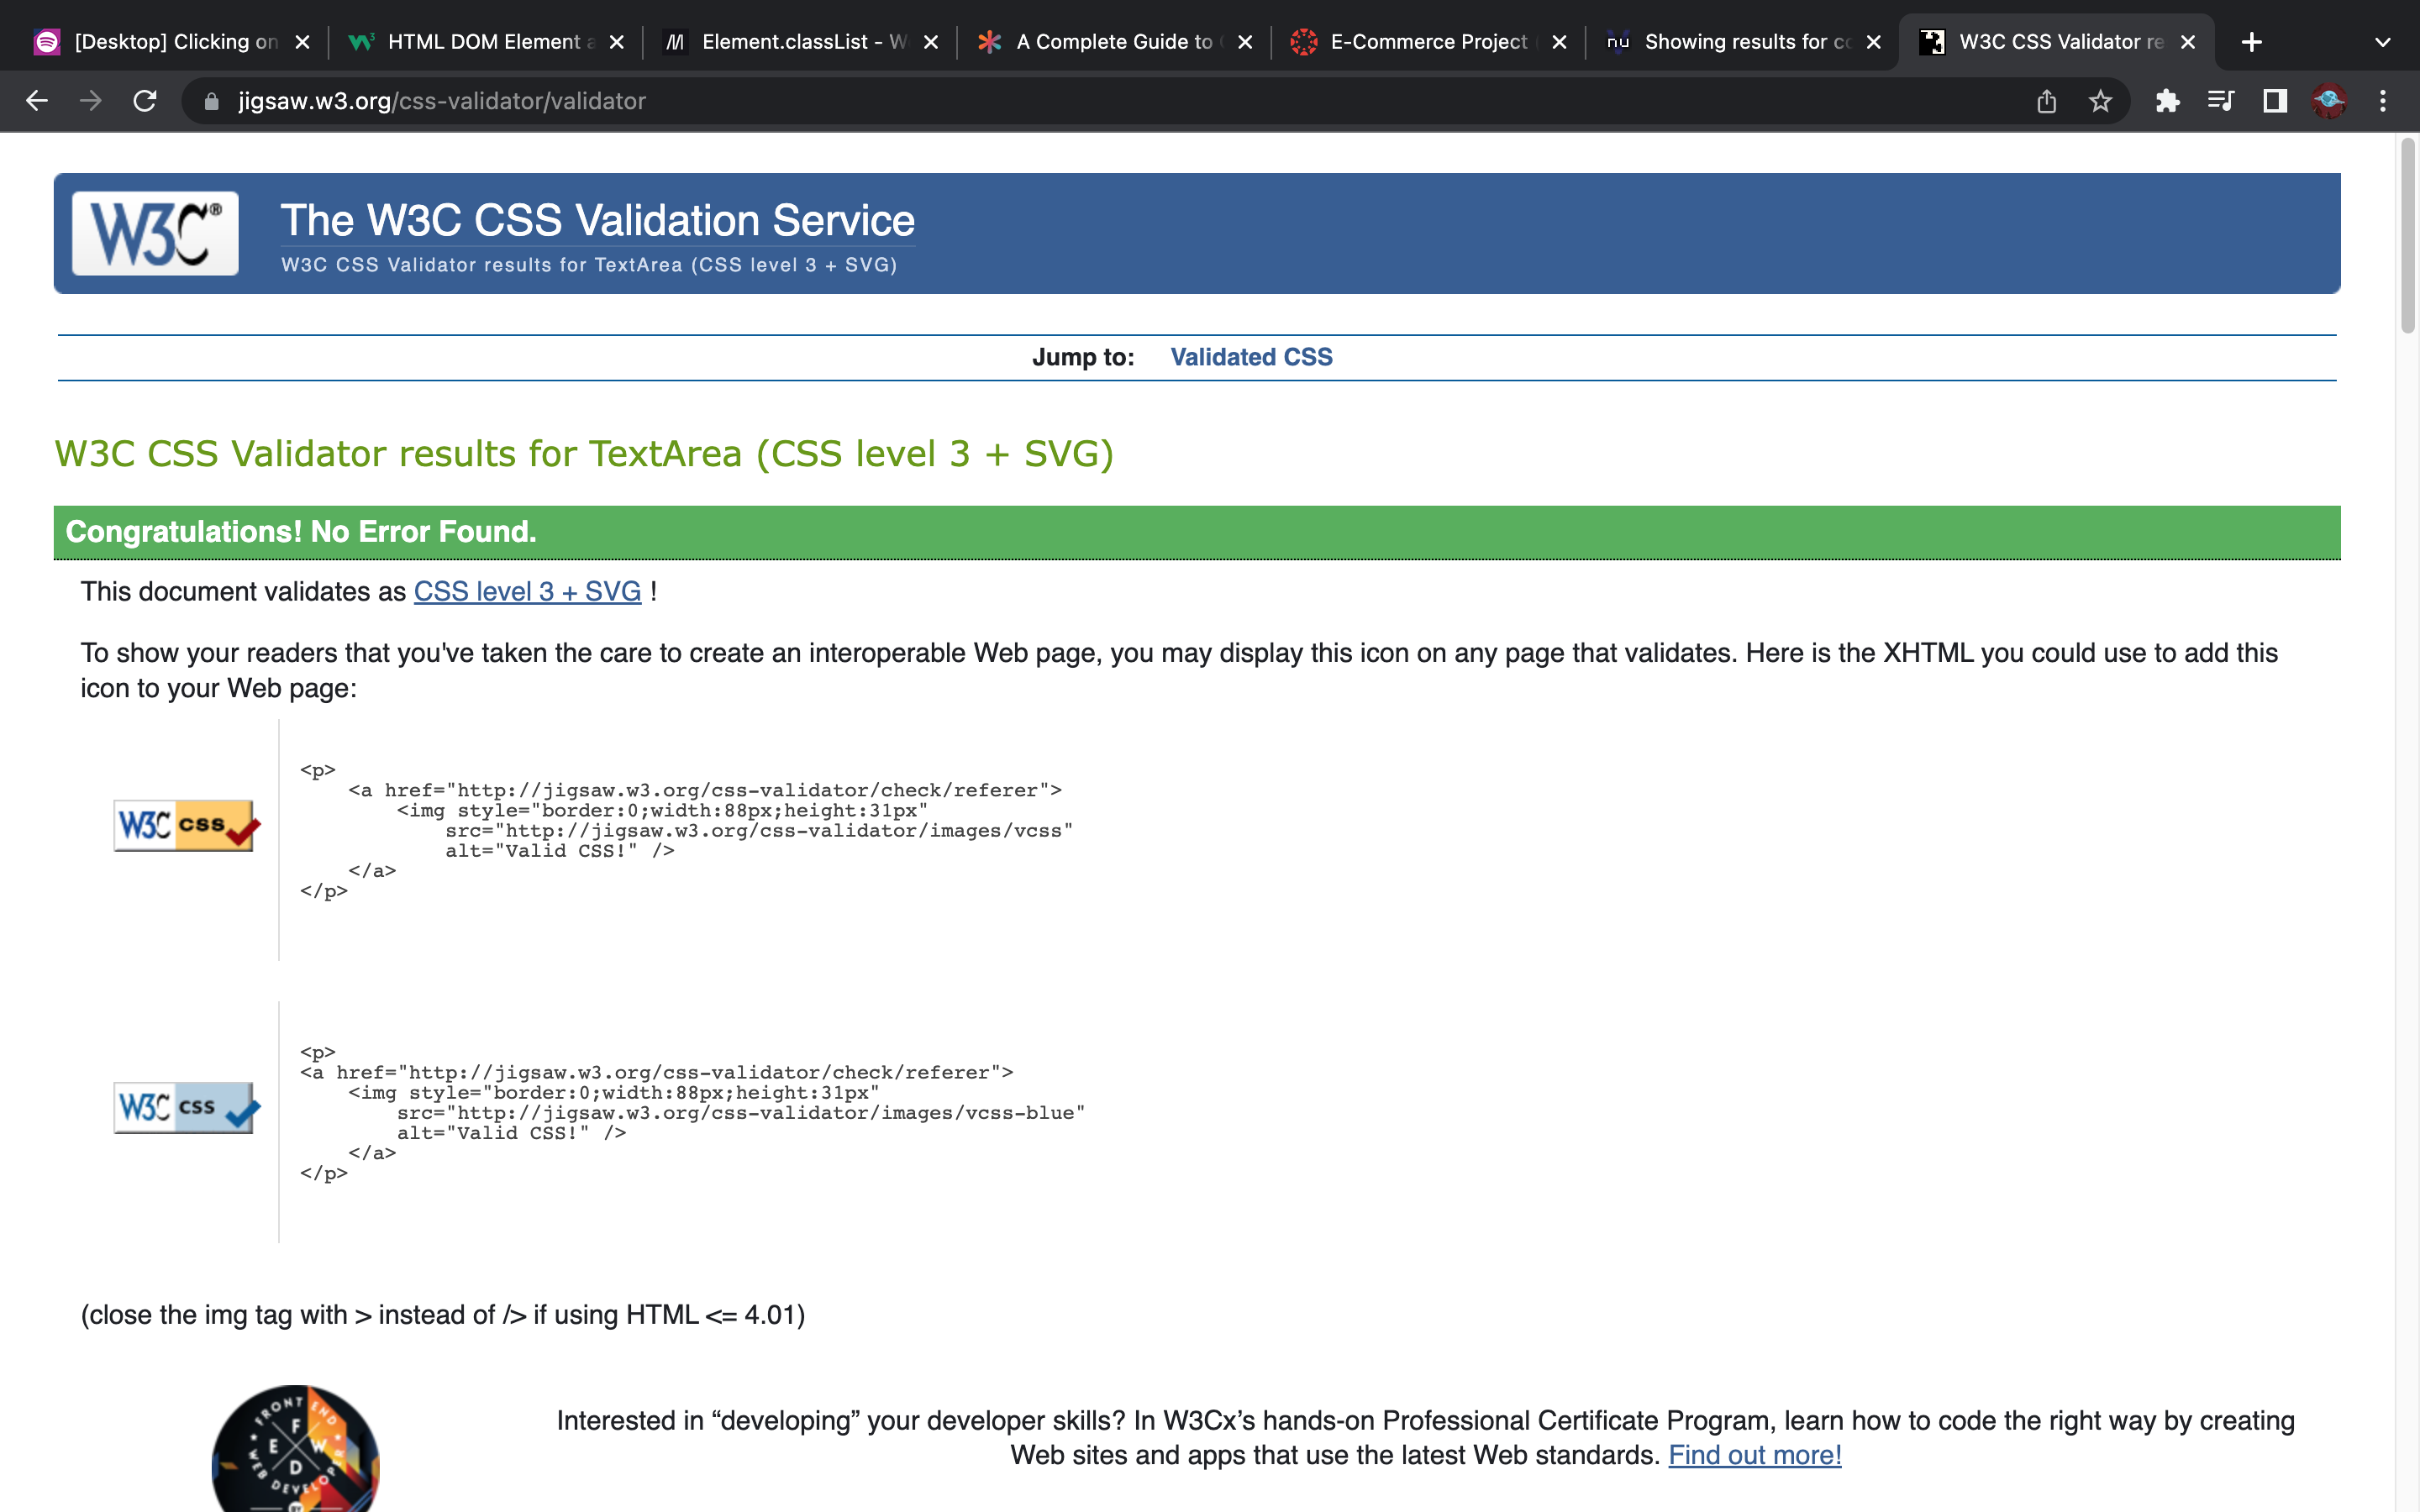 [Desktop] Clicking on
HTML DOM Element a
Element.classList - W
A Complete Guide to
E-Commerce Project
nu
Showing results for co
W3C CSS Validator re
jigsaw.w3.org/css-validator/validator
W3C®
The W3C CSS Validation Service
W3C CSS Validator results for TextArea (CSS level 3 + SVG)
Jump to: Validated CSS
W3C CSS Validator results for TextArea (CSS level 3 + SVG)
Congratulations! No Error Found.
This document validates as CSS level 3 + SVG !
To show your readers that you've taken the care to create an interoperable Web page, you may display this icon on any page that validates. Here is the XHTML you could use to add this
icon to your Web page:
W3C css
<p>
<a href="http://jigsaw.w3.org/css-validator/check/referer">
<img style="border:0;width:88px;height:31px"
src="http://jigsaw.w3.org/css-validator/images/vcss"
alt="Valid CSS!" />
</a>
</p>
W3C css
<p>
<a href="http://jigsaw.w3.org/css-validator/check/referer">
<img style="border:0;width:88px;height:31px"
src="http://jigsaw.w3.org/css-validator/images/vcss-blue"
alt="Valid CSS!" />
</a>
</p>
(close the img tag with > instead of /> if using HTML <= 4.01)
FRONT END
F
E W
D
WEB DEVELOPER
BY
Interested in “developing” your developer skills? In W3Cx’s hands-on Professional Certificate Program, learn how to code the right way by creating
Web sites and apps that use the latest Web standards. Find out more!